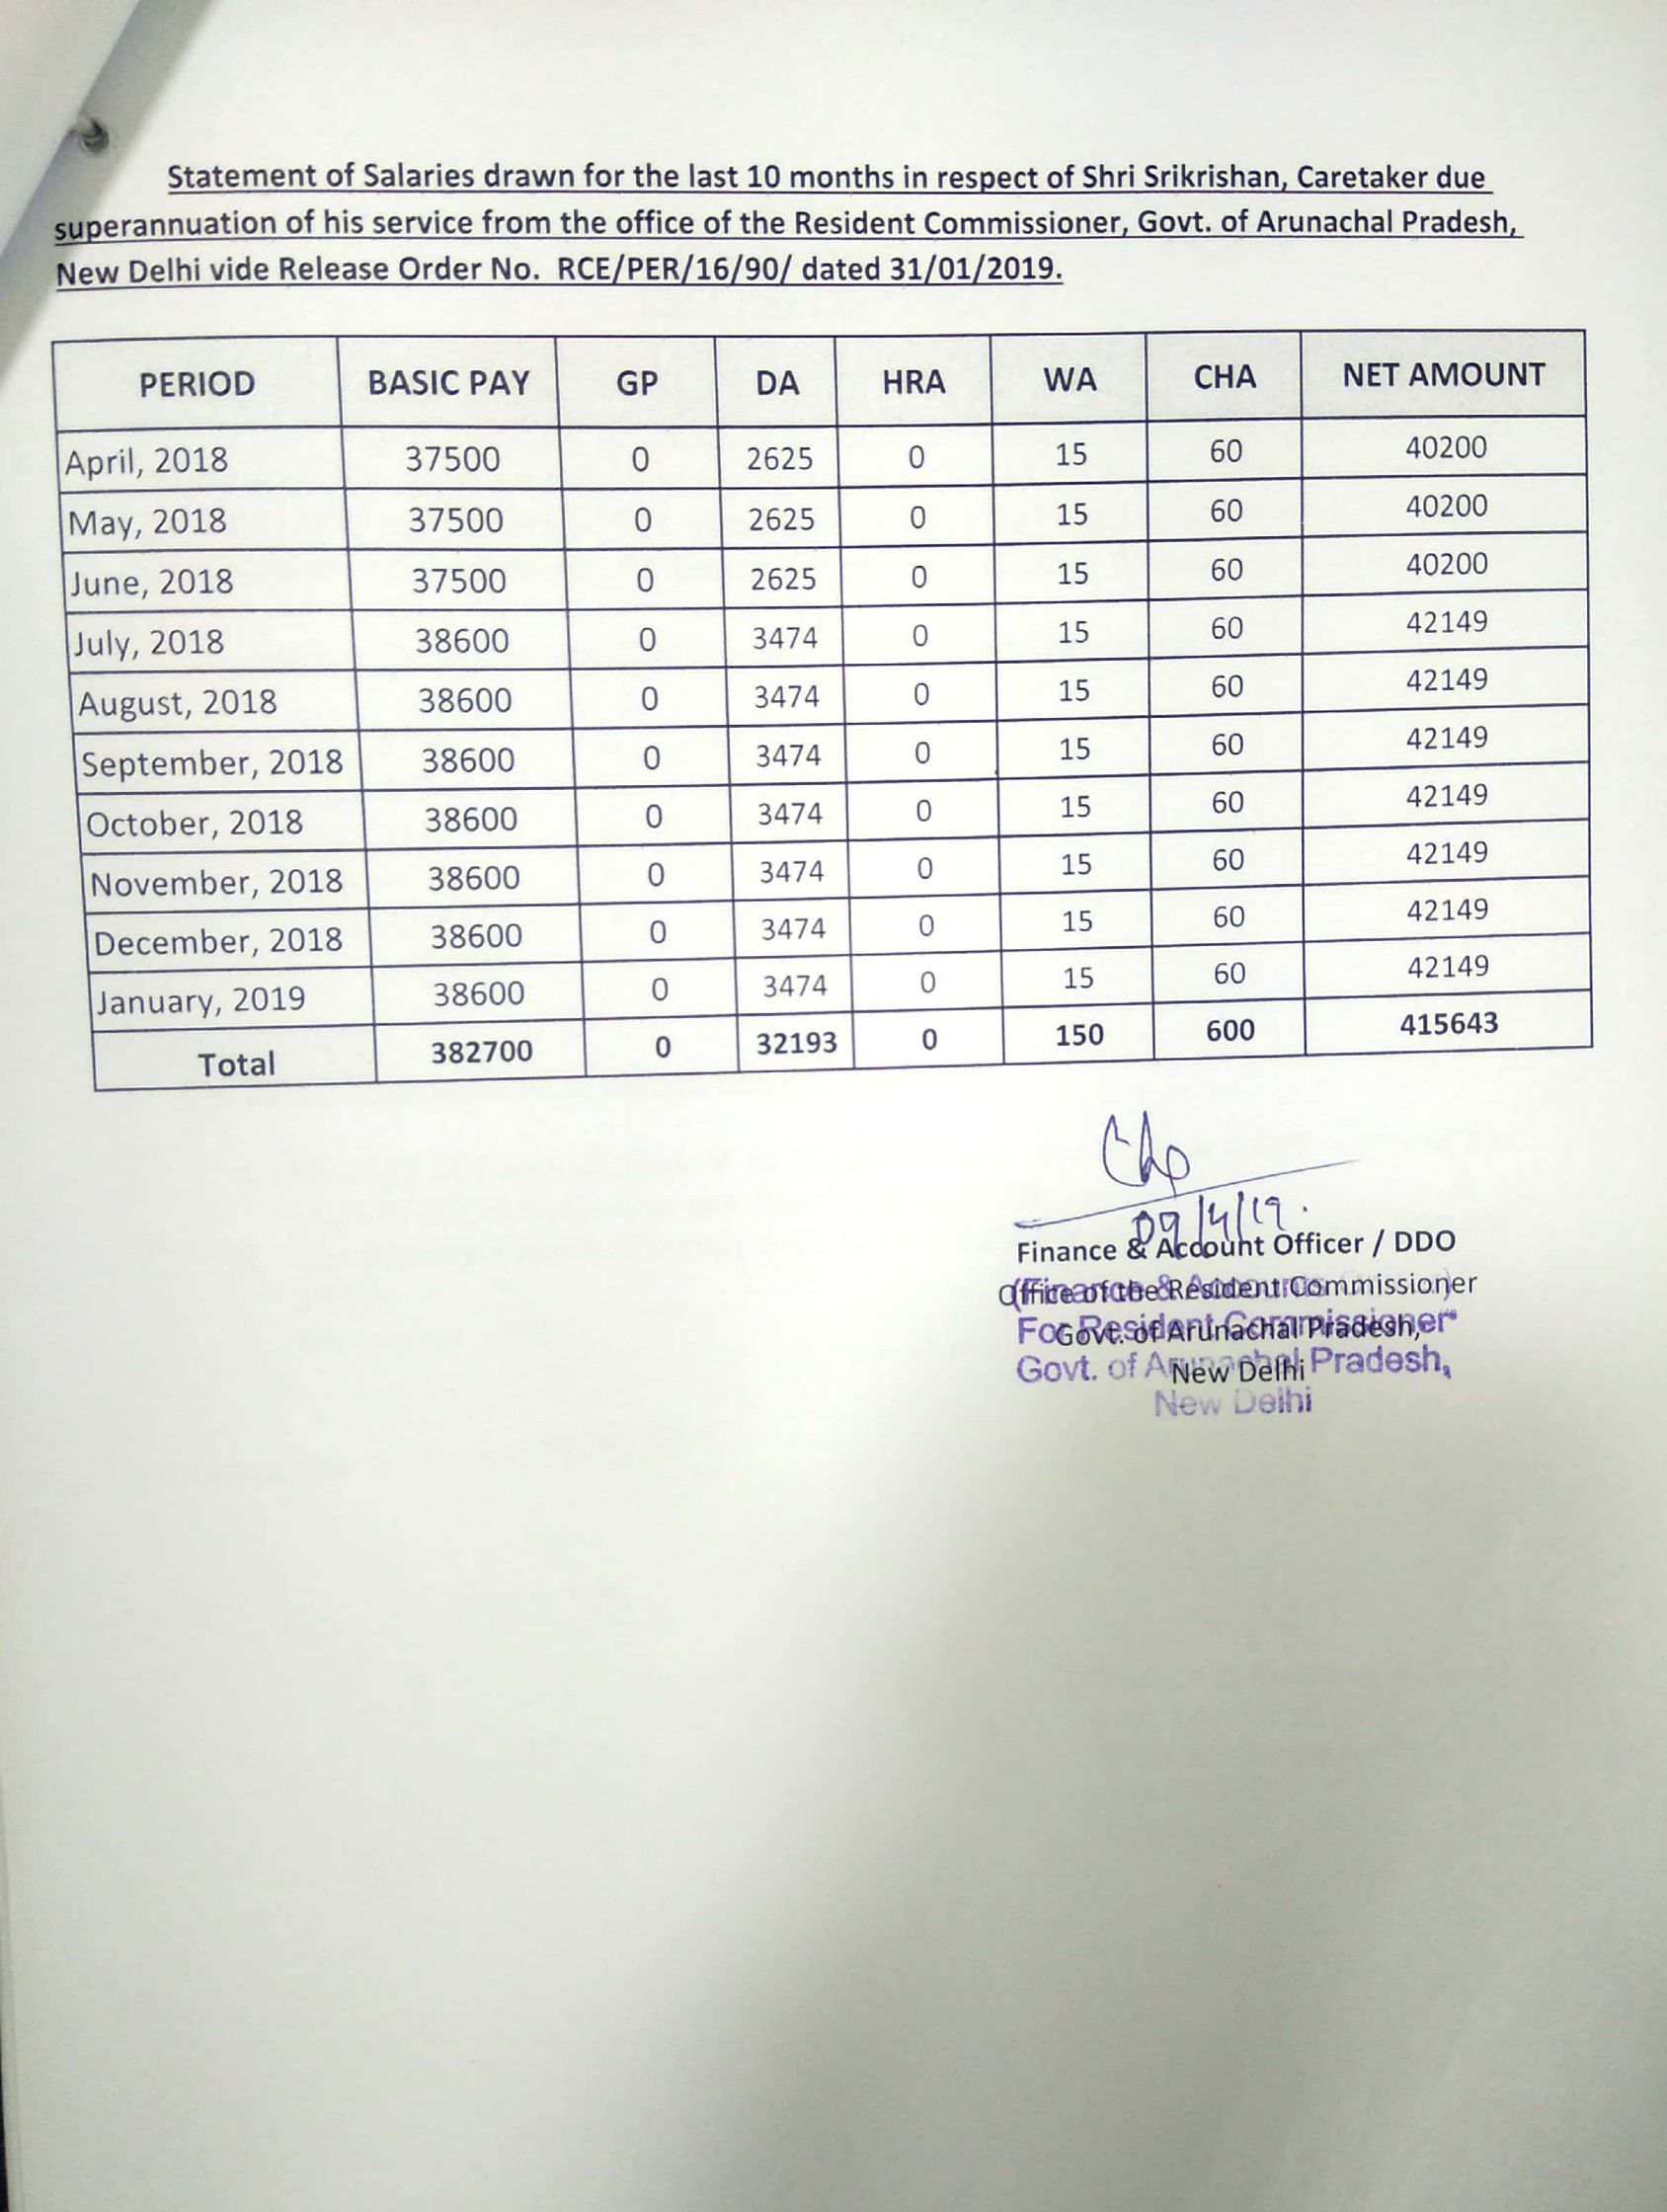 Statement of Salaries drawn for the last 10 months in respect of Shri Srikrishan, Caretaker due
superannuation of his service from the office of the Resident Commissioner, Govt. of Arunachal Pradesh,
New Delhi vide Release Order No. RCE/PER/16/90/ dated 31/01/2019.
PERIOD BASIC PAY GP DA HRA WA CHA NET AMOUNT
April, 2018 37500 0 2625 0 15 60 40200
May, 2018 37500 0 2625 0 15 60 40200
June, 2018 37500 0 2625 0 15 60 40200
July, 2018 38600 0 3474 0 15 60 42149
August, 2018 38600 0 3474 0 15 60 42149
September, 2018 38600 0 3474 0 15 60 42149
October, 2018 38600 0 3474 0 15 60 42149
November, 2018 38600 0 3474 0 15 60 42149
December, 2018 38600 0 3474 0 15 60 42149
January, 2019 38600 0 3474 0 15 60 42149
Total 382700 0 32193 0 150 600 415643
09/4/19.
Finance & Account Officer / DDO
Office of the Resident Commissioner
(Finance & Accounts )
Govt. of Arunachal Pradesh,
For Resident Commissioner
New Delhi
Govt. of Arunachal Pradesh,
New Delhi